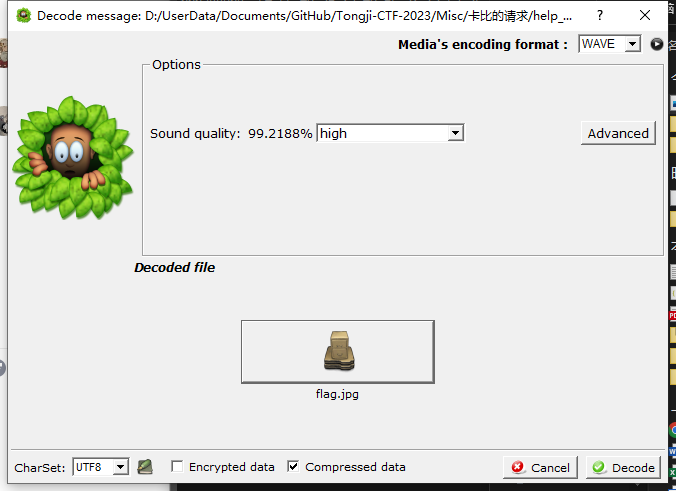 Decode message: D:/UserData/Documents/GitHub/Tongji-CTF-2023/Misc/卡比的请求/help_...
Media's encoding format : WAVE
Options
Sound quality: 99.2188% high Advanced
Decoded file
flag.jpg
CharSet: UTF8 Encrypted data Compressed data Cancel Decode